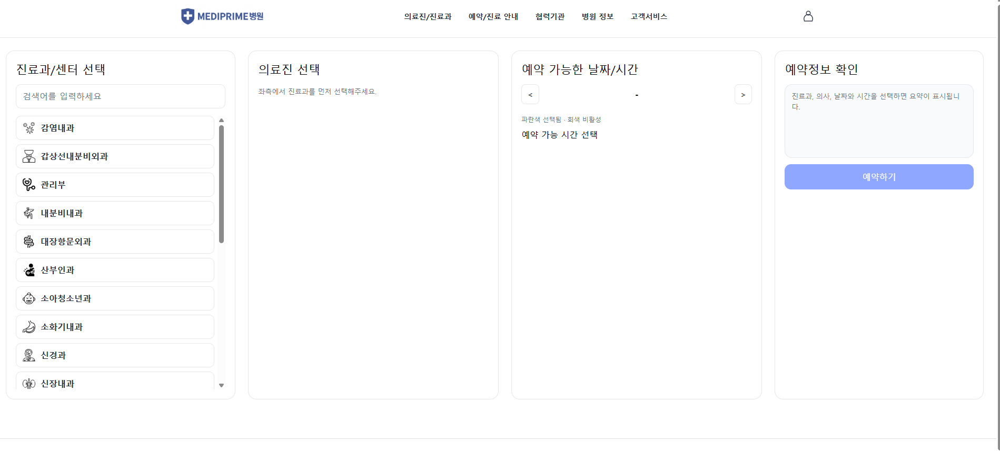 MEDIPRIME병원
의료진/진료과 예약/진료 안내 협력기관 병원 정보 고객서비스
진료과/센터 선택
검색어를 입력하세요
감염내과
갑상선내분비외과
관리부
내분비내과
대장항문외과
산부인과
소아청소년과
소화기내과
신경과
신장내과
의료진 선택
좌측에서 진료과를 먼저 선택해주세요.
예약 가능한 날짜/시간
< - >
파란색 선택됨 · 회색 비활성
예약 가능 시간 선택
예약정보 확인
진료과, 의사, 날짜와 시간을 선택하면 요약이 표시됩니
다.
예약하기